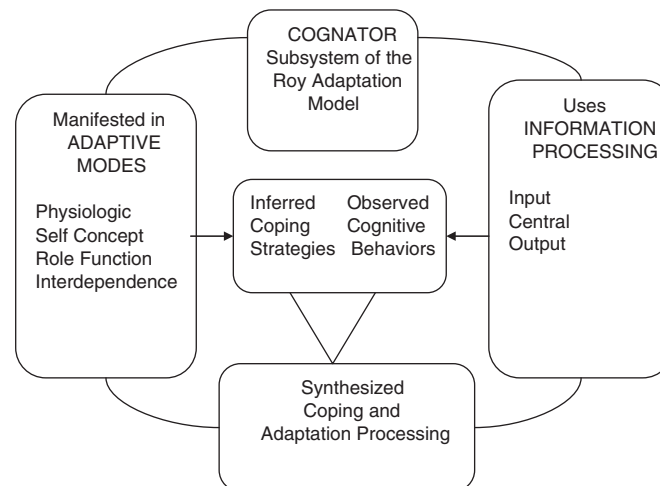 COGNATOR
Subsystem of the
Roy Adaptation
Model
Manifested in
ADAPTIVE
MODES
Physiologic
Self Concept
Role Function
Interdependence
Inferred Observed
Coping Cognitive
Strategies Behaviors
Uses
INFORMATION
PROCESSING
Input
Central
Output
Synthesized
Coping and
Adaptation Processing